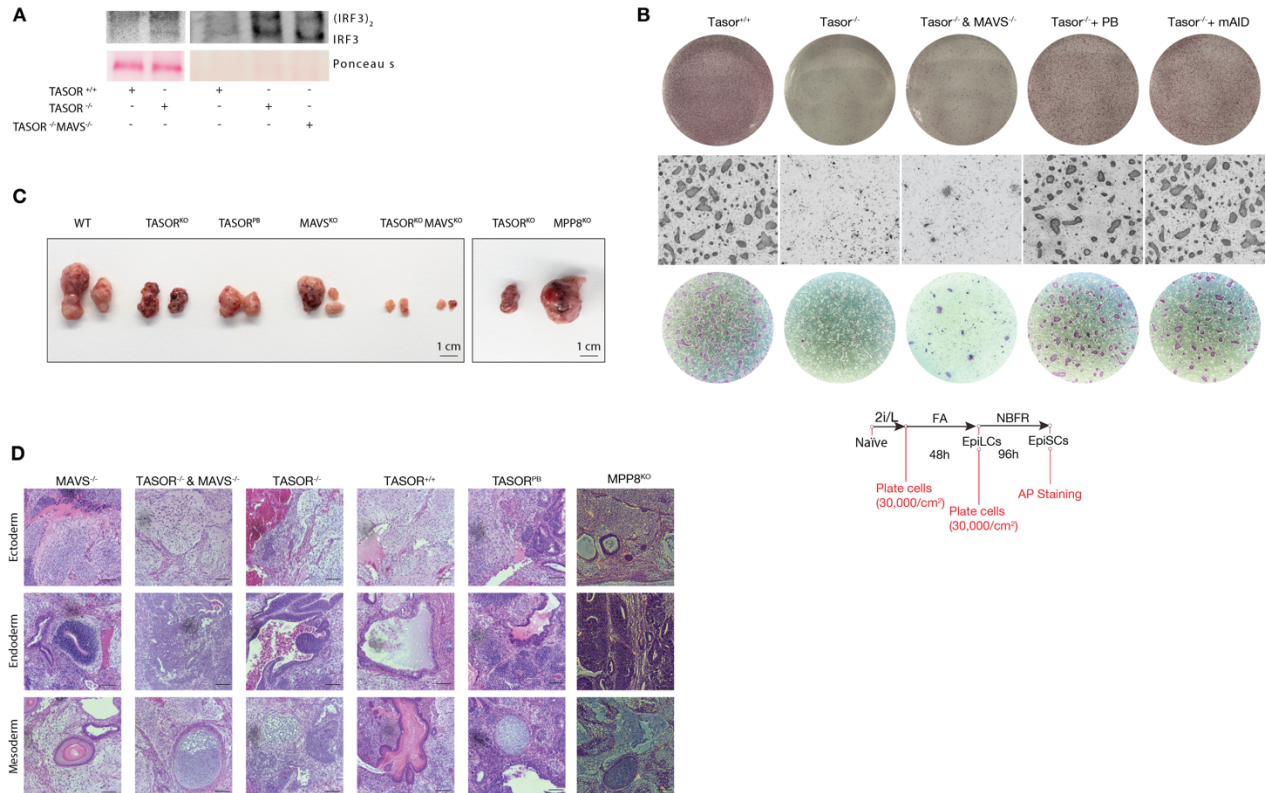 A
(IRF3)₂
IRF3
Ponceau s
TASOR +/+ + - + - -
TASOR -/- - + - + -
TASOR -/-MAVS-/- - - - - +
B
Tasor+/+ Tasor-/- Tasor-/- & MAVS-/- Tasor-/- + PB Tasor-/- + mAID
2i/L FA NBFR
Naïve EpiLCs EpiSCs
48h 96h
Plate cells
(30,000/cm²)
Plate cells
(30,000/cm²)
AP Staining
C
WT TASORKO TASORPB MAVSKO TASORKO MAVSKO TASORKO MPP8KO
1 cm 1 cm
D
MAVS-/- TASOR-/- & MAVS-/- TASOR-/- TASOR+/+ TASORPB MPP8KO
Ectoderm
Endoderm
Mesoderm